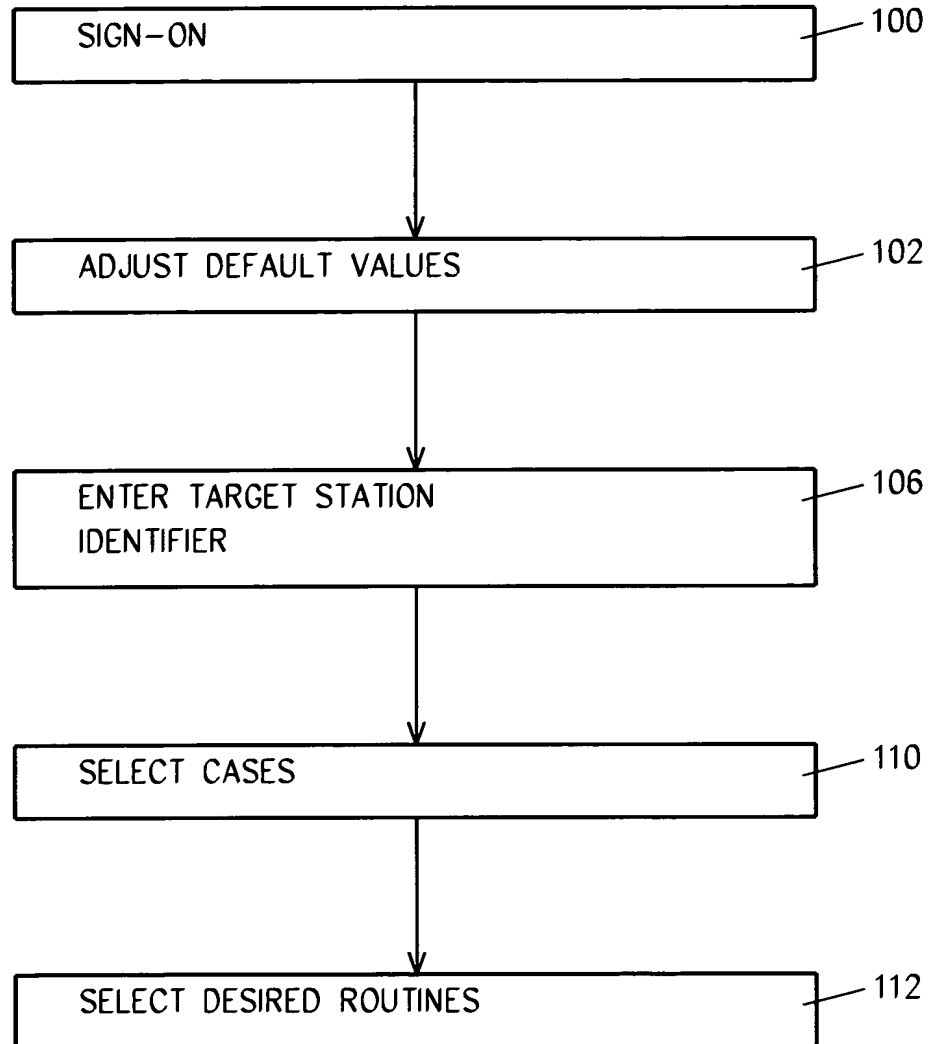 SIGN-ON
100
ADJUST DEFAULT VALUES
102
ENTER TARGET STATION
IDENTIFIER
106
SELECT CASES
110
SELECT DESIRED ROUTINES
112